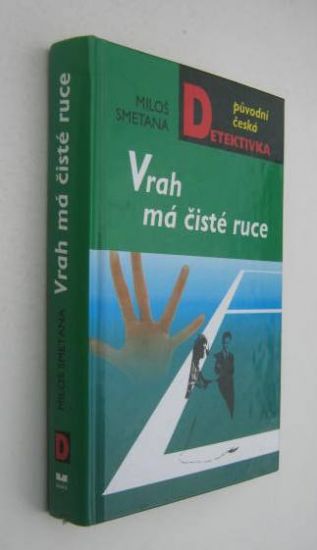 MILOŠ
SMETANA
původní
česká
DETEKTIVKA
Vrah
má čisté ruce
MILOŠ SMETANA Vrah má čisté ruce
D